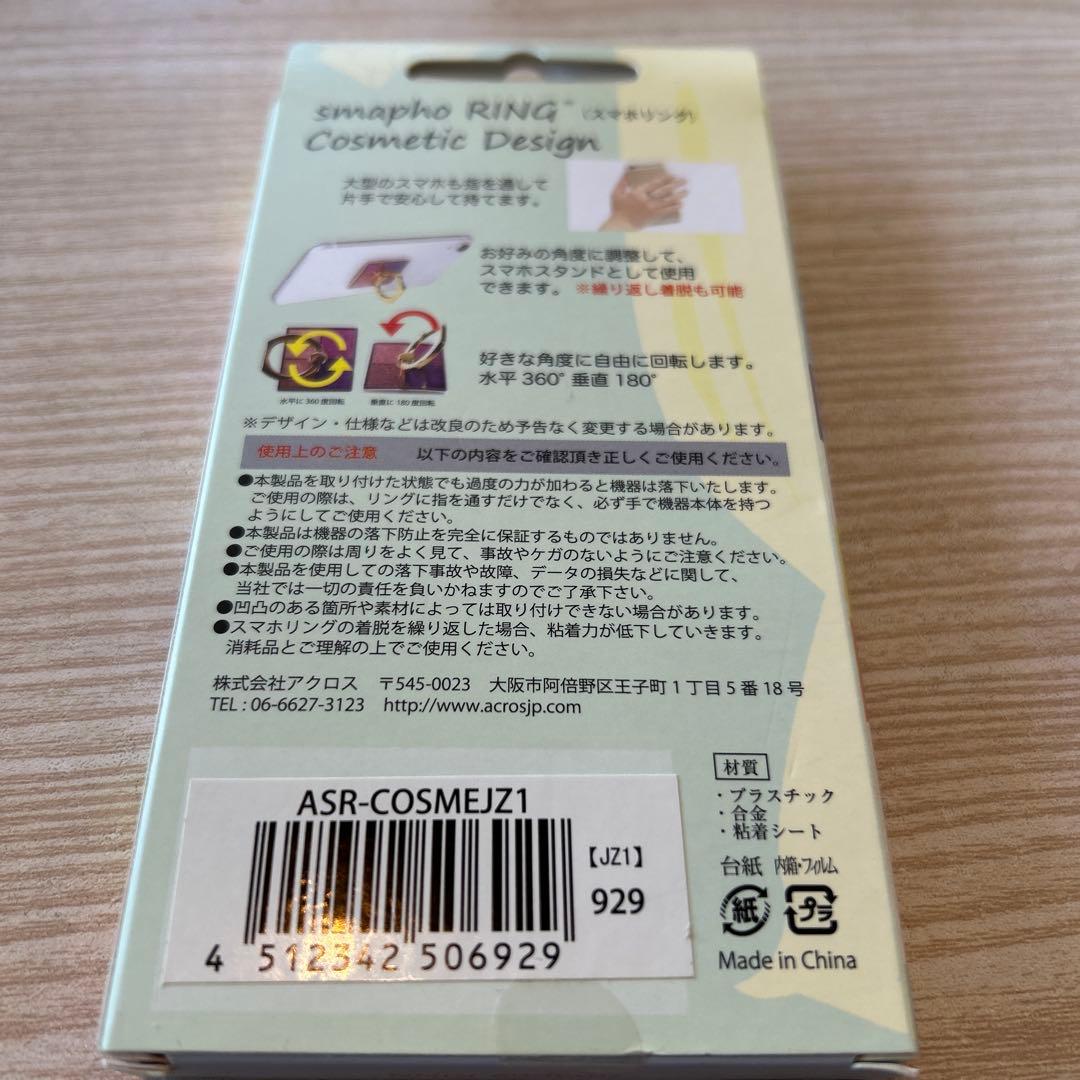 smapho RING™ （スマホリング）
Cosmetic Design
大型のスマホも指を通して
片手で安心して持てます。
お好みの角度に調整して、
スマホスタンドとして使用
できます。 ※繰り返し着脱も可能
好きな角度に自由に回転します。
水平 360° 垂直 180°
水平に 360 度回転 垂直に 180 度回転
※デザイン・仕様などは改良のため予告なく変更する場合があります。
使用上のご注意 以下の内容をご確認頂き正しくご使用ください。
●本製品を取り付けた状態でも過度の力が加わると機器は落下いたします。
ご使用の際は、リングに指を通すだけでなく、必ず手で機器本体を持つ
ようにしてご使用ください。
●本製品は機器の落下防止を完全に保証するものではありません。
●ご使用の際は周りをよく見て、事故やケガのないようにご注意ください。
●本製品を使用しての落下事故や故障、データの損失などに関して、
当社では一切の責任を負いかねますのでご了承下さい。
●凹凸のある箇所や素材によっては取り付けできない場合があります。
●スマホリングの着脱を繰り返した場合、粘着力が低下していきます。
消耗品とご理解の上でご使用ください。
株式会社アクロス 〒545-0023 大阪市阿倍野区王子町1丁目5番18号
TEL : 06-6627-3123 http://www.acrosjp.com
ASR-COSMEJZ1
【JZ1】
929
4 512342 506929
材質
・プラスチック
・合金
・粘着シート
台紙 内箱・フィルム
紙 プラ
Made in China